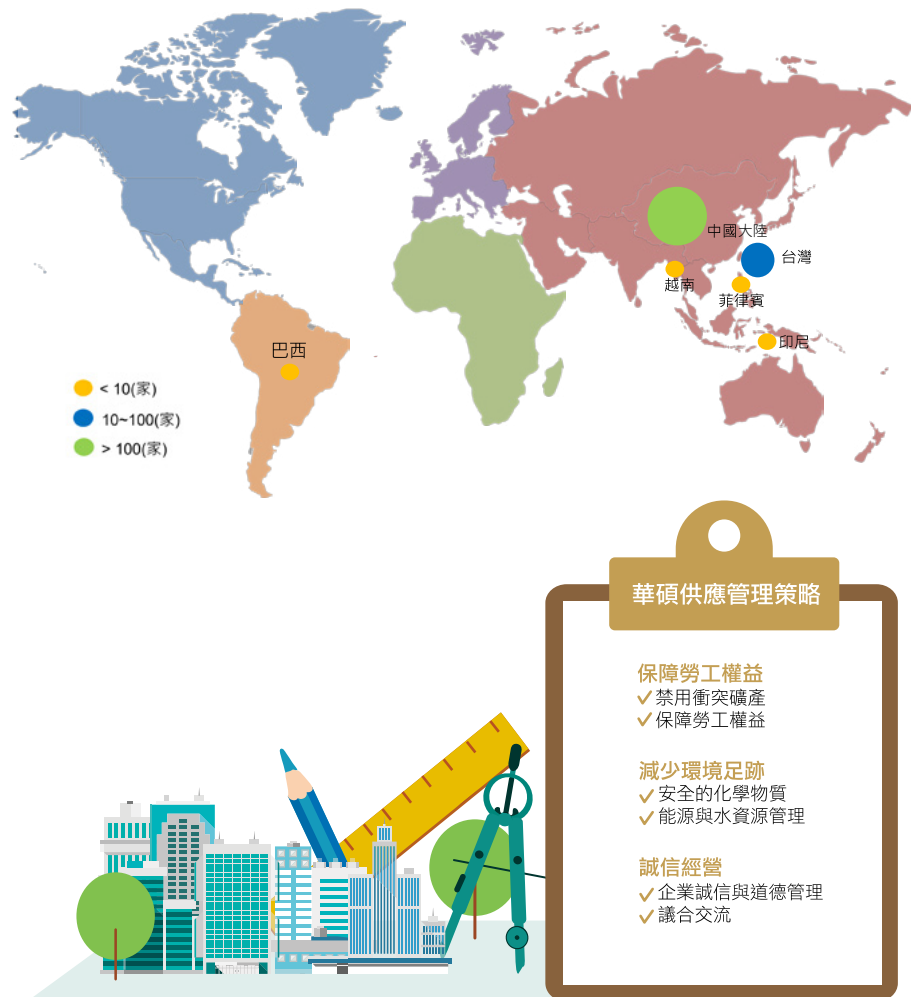 中國大陸
台灣
越南
菲律賓
印尼
巴西
< 10(家)
10~100(家)
> 100(家)
華碩供應管理策略
保障勞工權益
禁用衝突礦產
保障勞工權益
減少環境足跡
安全的化學物質
能源與水資源管理
誠信經營
企業誠信與道德管理
議合交流